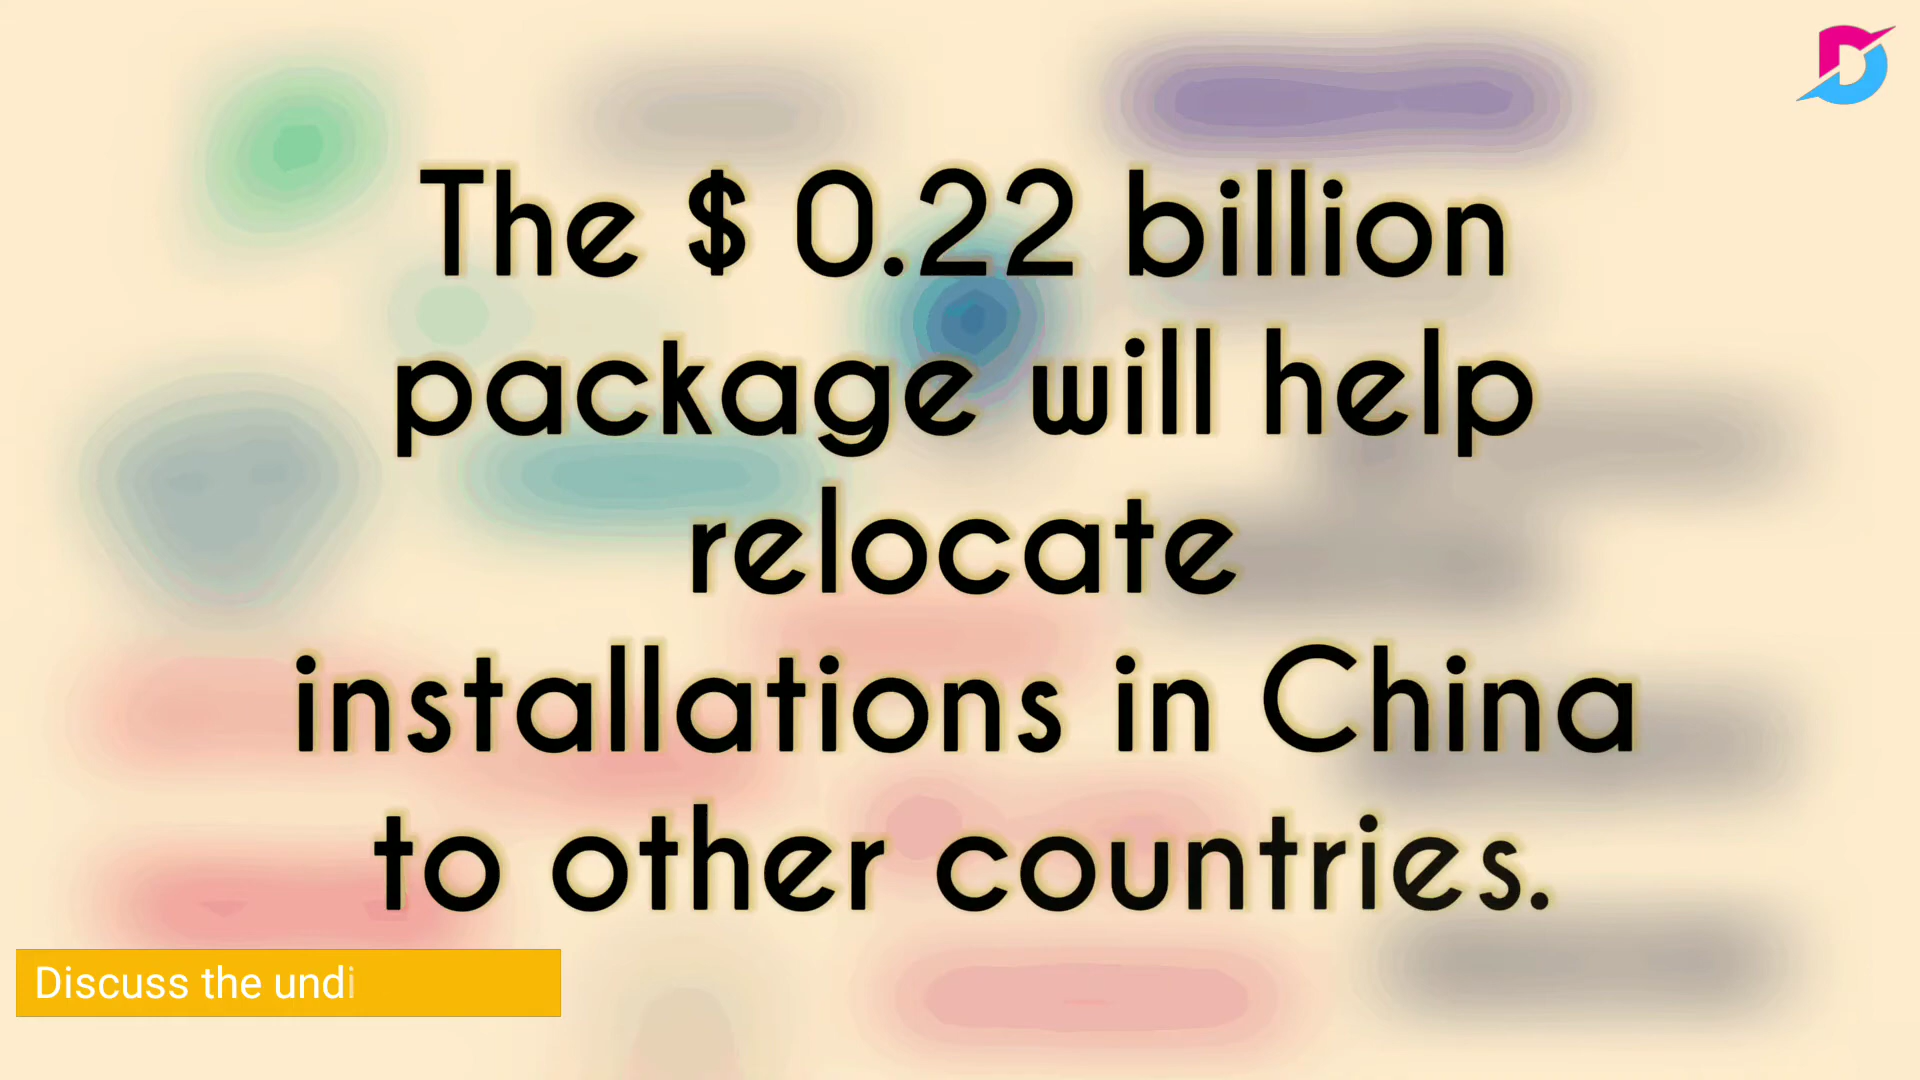 The $ 0.22 billion
package will help
relocate
installations in China
to other countries.
Discuss the undi